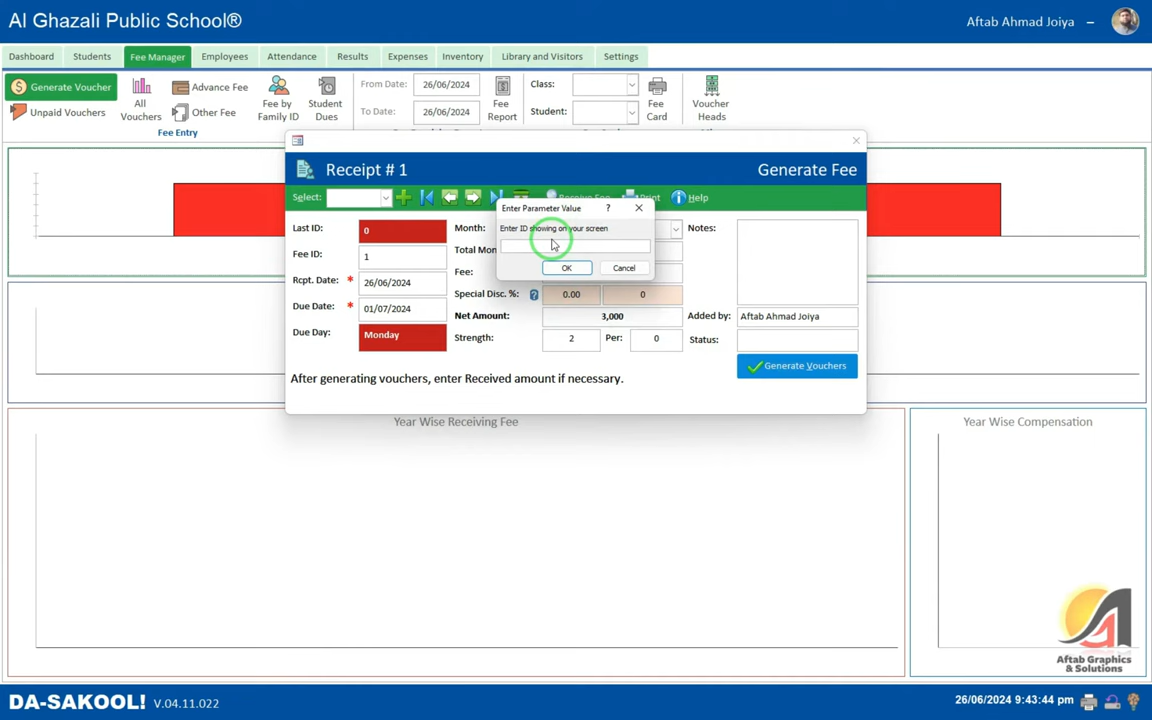 Al Ghazali Public School®
Aftab Ahmad Joiya
Dashboard Students Fee Manager Employees Attendance Results Expenses Inventory Library and Visitors Settings
Generate Voucher
Unpaid Vouchers
All Vouchers
Advance Fee
Other Fee
Fee by Family ID
Student Dues
Fee Entry
From Date: 26/06/2024
To Date: 26/06/2024
Fee Report
Class:
Student:
Fee Card
Voucher Heads
Receipt # 1
Generate Fee
Select:
Receive Fee
Print
Help
Enter Parameter Value ?
Enter ID showing on your screen
OK Cancel
Last ID: 0
Fee ID: 1
Rcpt. Date: * 26/06/2024
Due Date: * 01/07/2024
Due Day: Monday
Month:
Total Mon
Fee:
Special Disc. %: ? 0.00 0
Net Amount: 3,000
Strength: 2 Per: 0
Notes:
Added by: Aftab Ahmad Joiya
Status:
Generate Vouchers
After generating vouchers, enter Received amount if necessary.
Year Wise Receiving Fee
Year Wise Compensation
Aftab Graphics
& Solutions
DA-SAKOOL! V.04.11.022
26/06/2024 9:43:44 pm